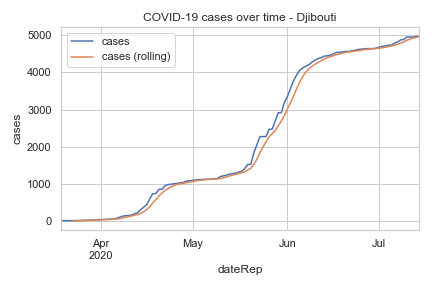 COVID-19 cases over time - Djibouti
cases
cases (rolling)
5000
4000
3000
2000
1000
0
cases
Apr
2020
May
Jun
Jul
dateRep